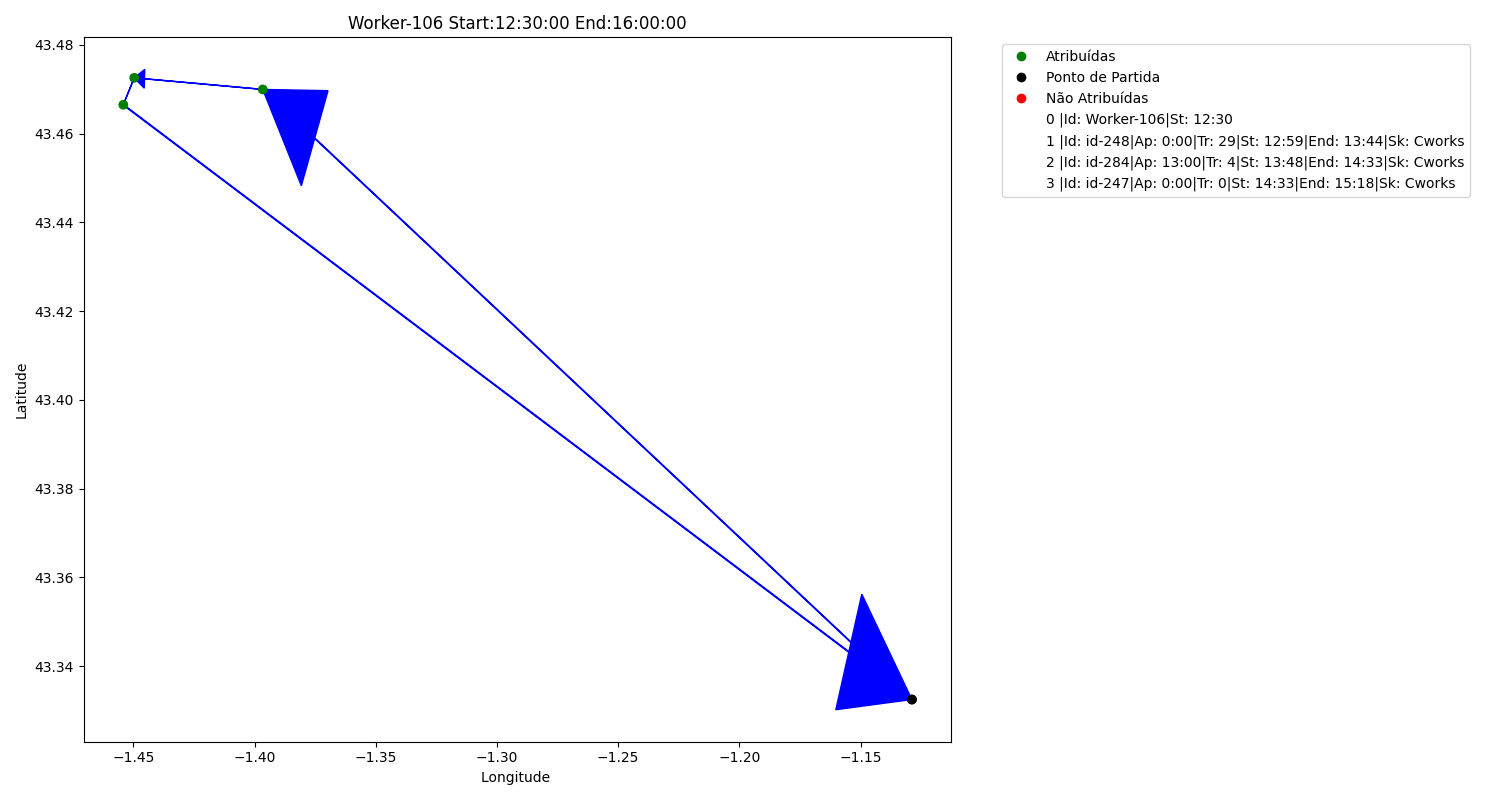 Worker-106 Start:12:30:00 End:16:00:00
43.48
43.46
43.44
43.42
43.40
43.38
43.36
43.34
Latitude
−1.45 −1.40 −1.35 −1.30 −1.25 −1.20 −1.15
Longitude
Atribuídas
Ponto de Partida
Não Atribuídas
0 |Id: Worker-106|St: 12:30
1 |Id: id-248|Ap: 0:00|Tr: 29|St: 12:59|End: 13:44|Sk: Cworks
2 |Id: id-284|Ap: 13:00|Tr: 4|St: 13:48|End: 14:33|Sk: Cworks
3 |Id: id-247|Ap: 0:00|Tr: 0|St: 14:33|End: 15:18|Sk: Cworks